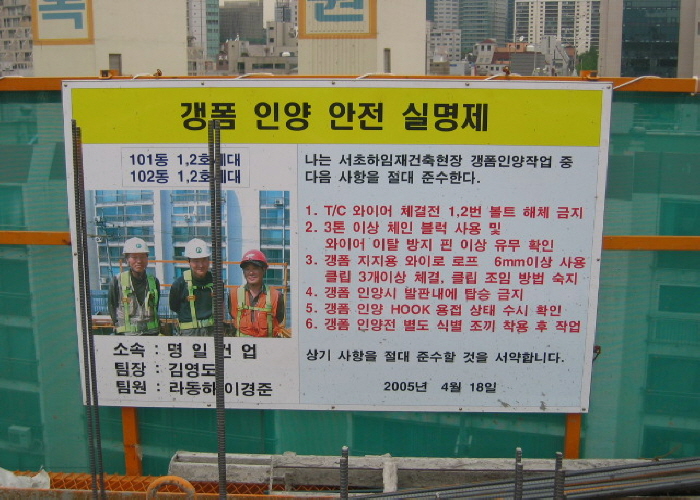 목
원
갱폼 인양 안전 실명제
101동 1,2호세대
102동 1,2호세대
소속 : 명일건업
팀장 : 김영도
팀원 : 라동하 이경준
나는 서초하임재건축현장 갱폼인양작업 중
다음 사항을 절대 준수한다.
1. T/C 와이어 체결전 1,2번 볼트 해체 금지
2. 3톤 이상 체인 블럭 사용 및
와이어 이탈 방지 핀 이상 유무 확인
3. 갱폼 지지용 와이로 로프 6mm이상 사용
클립 3개이상 체결, 클립 조임 방법 숙지
4. 갱폼 인양시 발판내에 탑승 금지
5. 갱폼 인양 HOOK 용접 상태 수시 확인
6. 갱폼 인양전 별도 식별 조끼 착용 후 작업
상기 사항을 절대 준수할 것을 서약합니다.
2005년 4월 18일